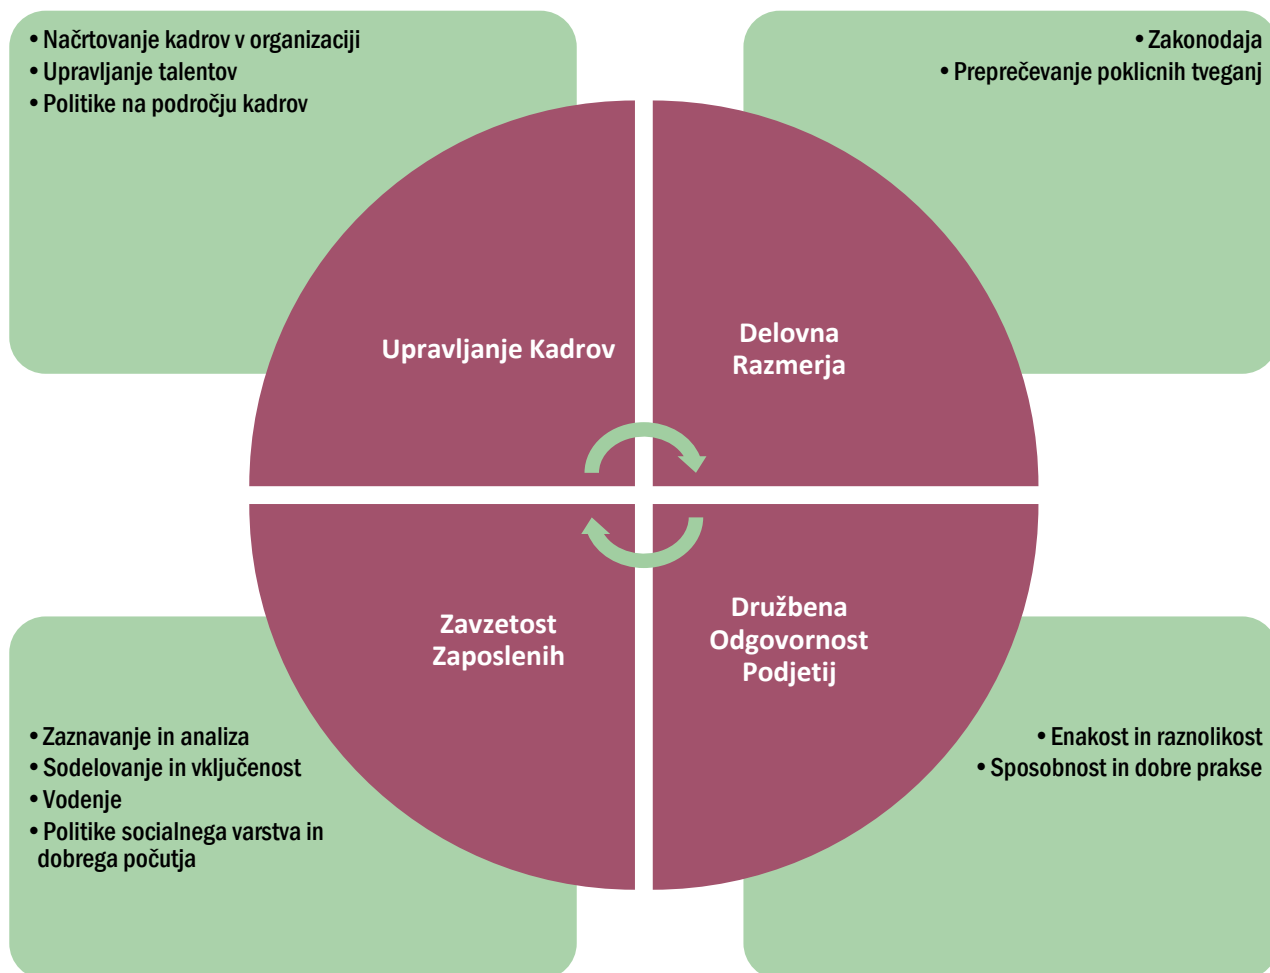 • Načrtovanje kadrov v organizaciji
• Upravljanje talentov
• Politike na področju kadrov
• Zakonodaja
• Preprečevanje poklicnih tveganj
Upravljanje Kadrov
Delovna
Razmerja
Zavzetost
Zaposlenih
Družbena
Odgovornost
Podjetij
• Zaznavanje in analiza
• Sodelovanje in vključenost
• Vodenje
• Politike socialnega varstva in
dobrega počutja
• Enakost in raznolikost
• Sposobnost in dobre prakse